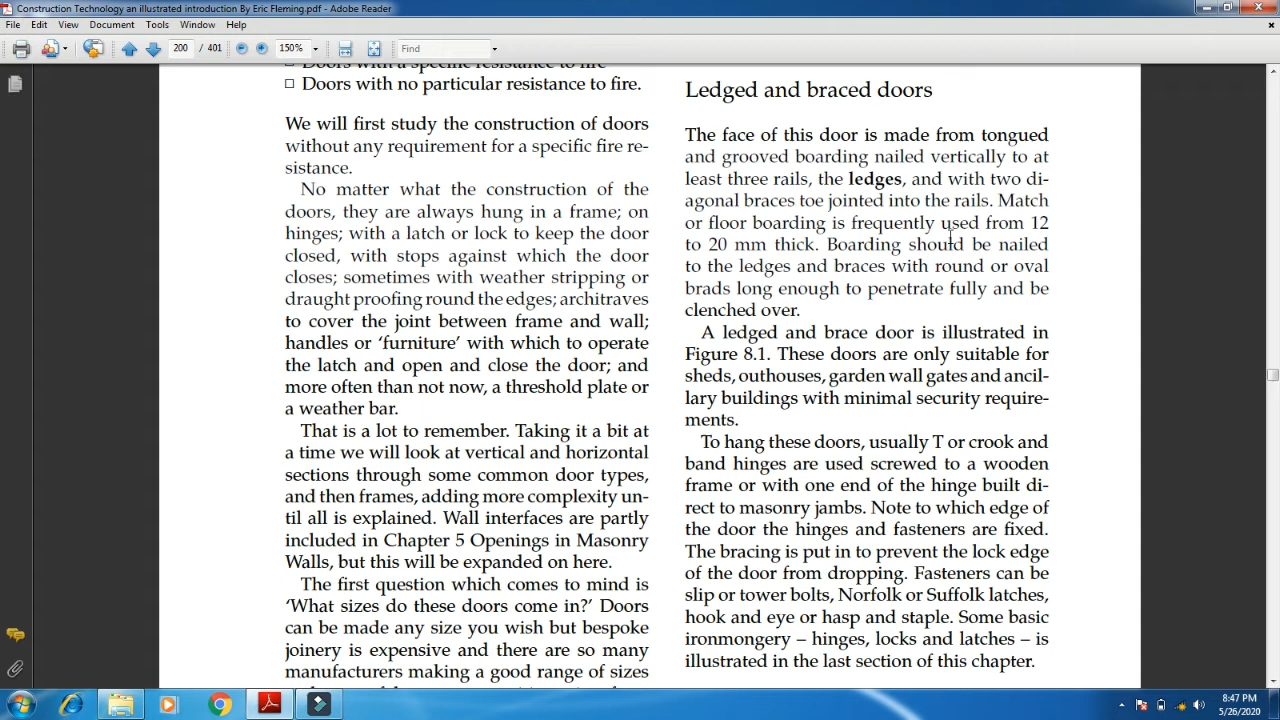 Construction Technology an illustrated introduction By Eric Fleming.pdf - Adobe Reader
File Edit View Document Tools Window Help
200 / 401 150% Find
Doors with a specific resistance to fire
Doors with no particular resistance to fire.
We will first study the construction of doors
without any requirement for a specific fire re-
sistance.
No matter what the construction of the
doors, they are always hung in a frame; on
hinges; with a latch or lock to keep the door
closed, with stops against which the door
closes; sometimes with weather stripping or
draught proofing round the edges; architraves
to cover the joint between frame and wall;
handles or ‘furniture’ with which to operate
the latch and open and close the door; and
more often than not now, a threshold plate or
a weather bar.
That is a lot to remember. Taking it a bit at
a time we will look at vertical and horizontal
sections through some common door types,
and then frames, adding more complexity un-
til all is explained. Wall interfaces are partly
included in Chapter 5 Openings in Masonry
Walls, but this will be expanded on here.
The first question which comes to mind is
‘What sizes do these doors come in?’ Doors
can be made any size you wish but bespoke
joinery is expensive and there are so many
manufacturers making a good range of sizes
Ledged and braced doors
The face of this door is made from tongued
and grooved boarding nailed vertically to at
least three rails, the ledges, and with two di-
agonal braces toe jointed into the rails. Match
or floor boarding is frequently used from 12
to 20 mm thick. Boarding should be nailed
to the ledges and braces with round or oval
brads long enough to penetrate fully and be
clenched over.
A ledged and brace door is illustrated in
Figure 8.1. These doors are only suitable for
sheds, outhouses, garden wall gates and ancil-
lary buildings with minimal security require-
ments.
To hang these doors, usually T or crook and
band hinges are used screwed to a wooden
frame or with one end of the hinge built di-
rect to masonry jambs. Note to which edge of
the door the hinges and fasteners are fixed.
The bracing is put in to prevent the lock edge
of the door from dropping. Fasteners can be
slip or tower bolts, Norfolk or Suffolk latches,
hook and eye or hasp and staple. Some basic
ironmongery – hinges, locks and latches – is
illustrated in the last section of this chapter.
8:47 PM
5/26/2020